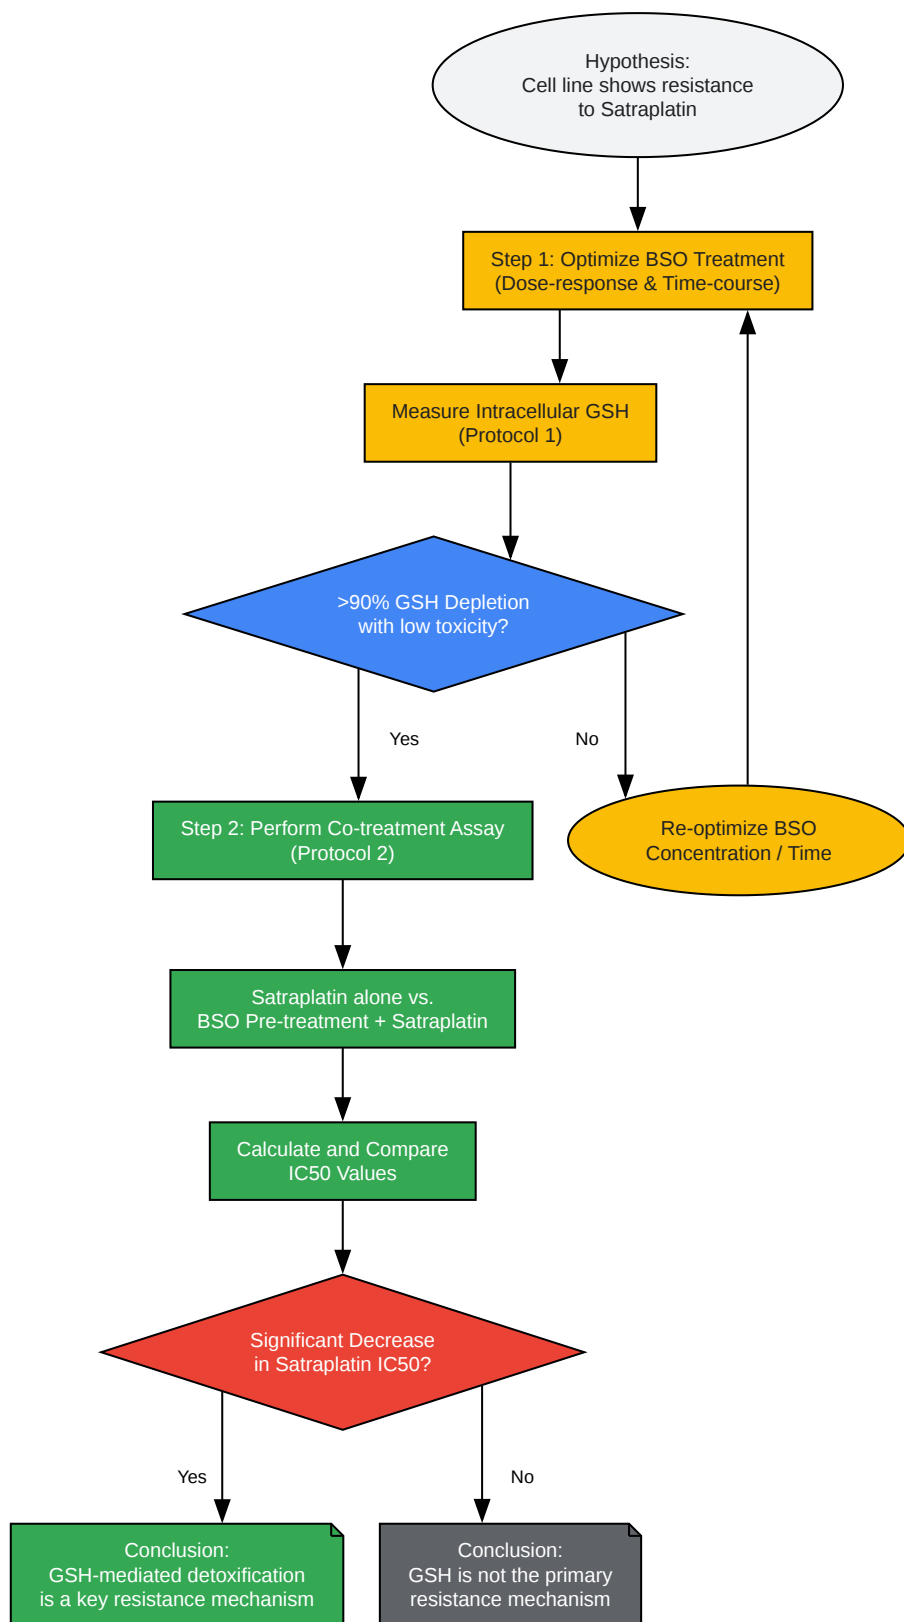 Hypothesis:
Cell line shows resistance
to Satraplatin
Step 1: Optimize BSO Treatment
(Dose-response & Time-course)
Measure Intracellular GSH
(Protocol 1)
>90% GSH Depletion
with low toxicity?
Yes
No
Step 2: Perform Co-treatment Assay
(Protocol 2)
Re-optimize BSO
Concentration / Time
Satraplatin alone vs.
BSO Pre-treatment + Satraplatin
Calculate and Compare
IC50 Values
Significant Decrease
in Satraplatin IC50?
Yes
No
Conclusion:
GSH-mediated detoxification
is a key resistance mechanism
Conclusion:
GSH is not the primary
resistance mechanism